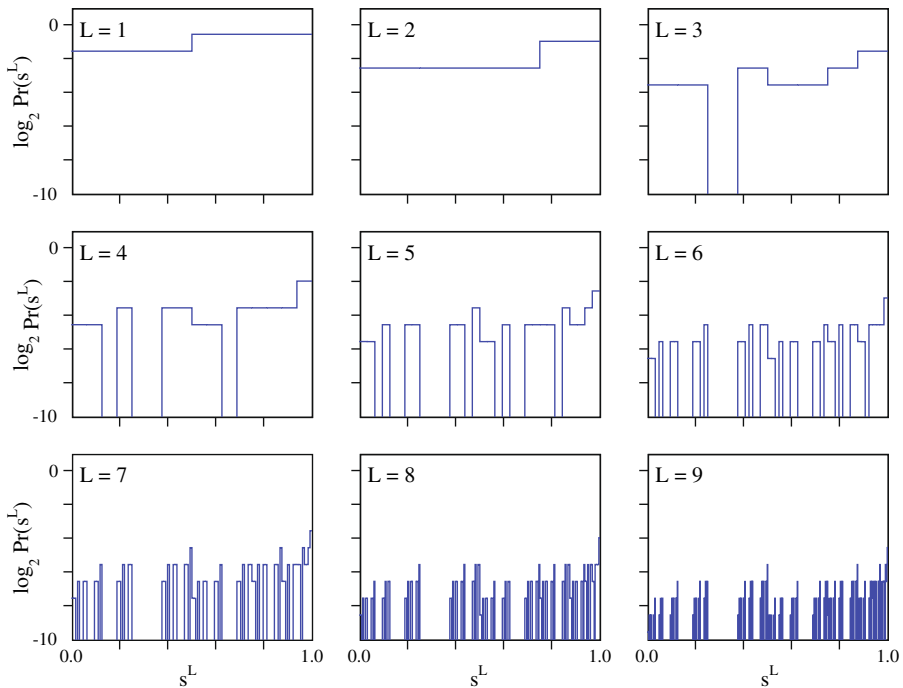 0
L = 1
L = 2
L = 3
log₂ Pr(sᴸ)
-10
0
L = 4
L = 5
L = 6
log₂ Pr(sᴸ)
-10
0
L = 7
L = 8
L = 9
log₂ Pr(sᴸ)
-10
0.0
1.0
0.0
1.0
0.0
1.0
sᴸ
sᴸ
sᴸ